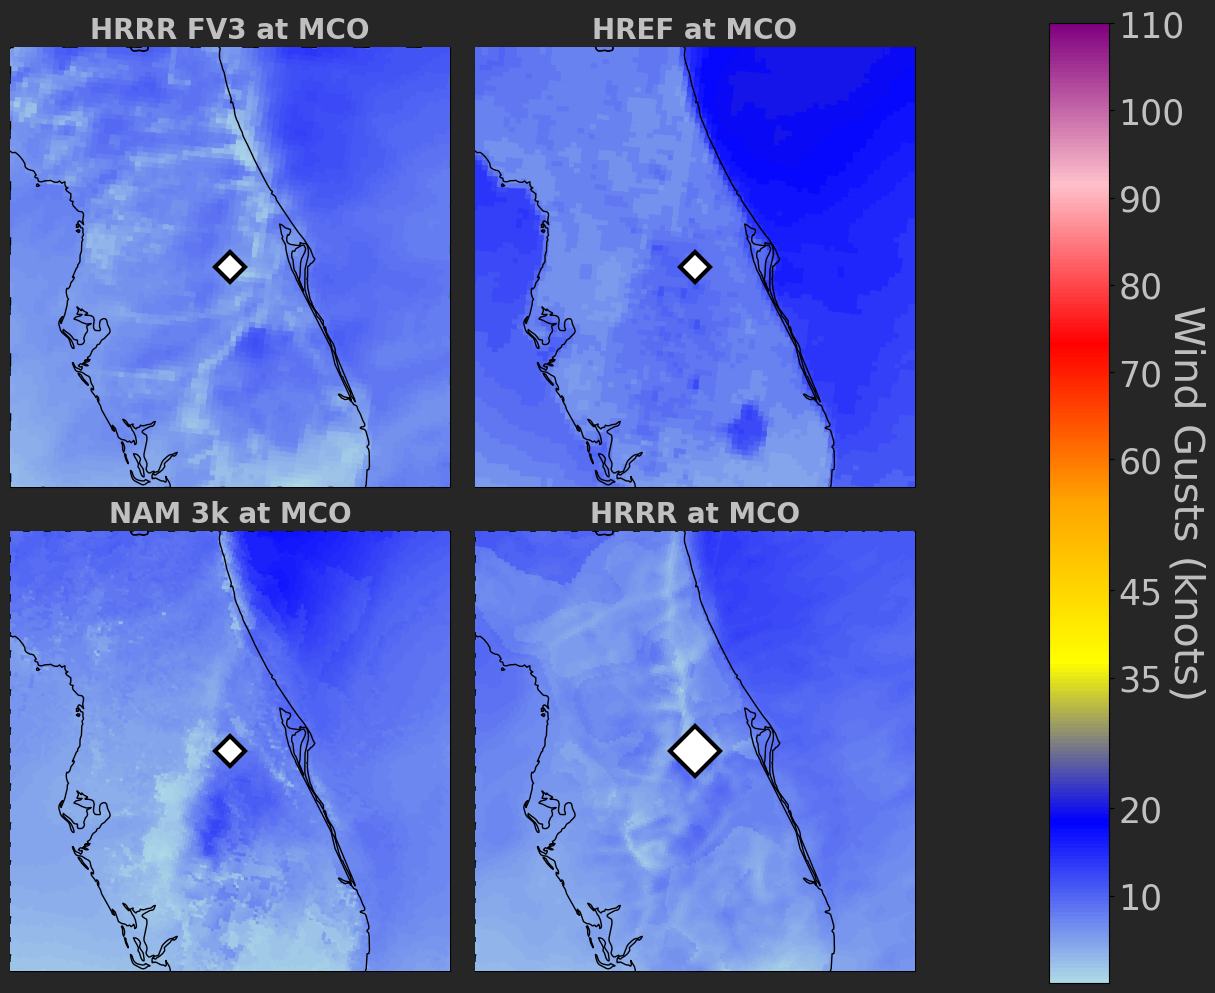 HRRR FV3 at MCO
HREF at MCO
NAM 3k at MCO
HRRR at MCO
110
100
90
80
70
60
45
35
20
10
Wind Gusts (knots)